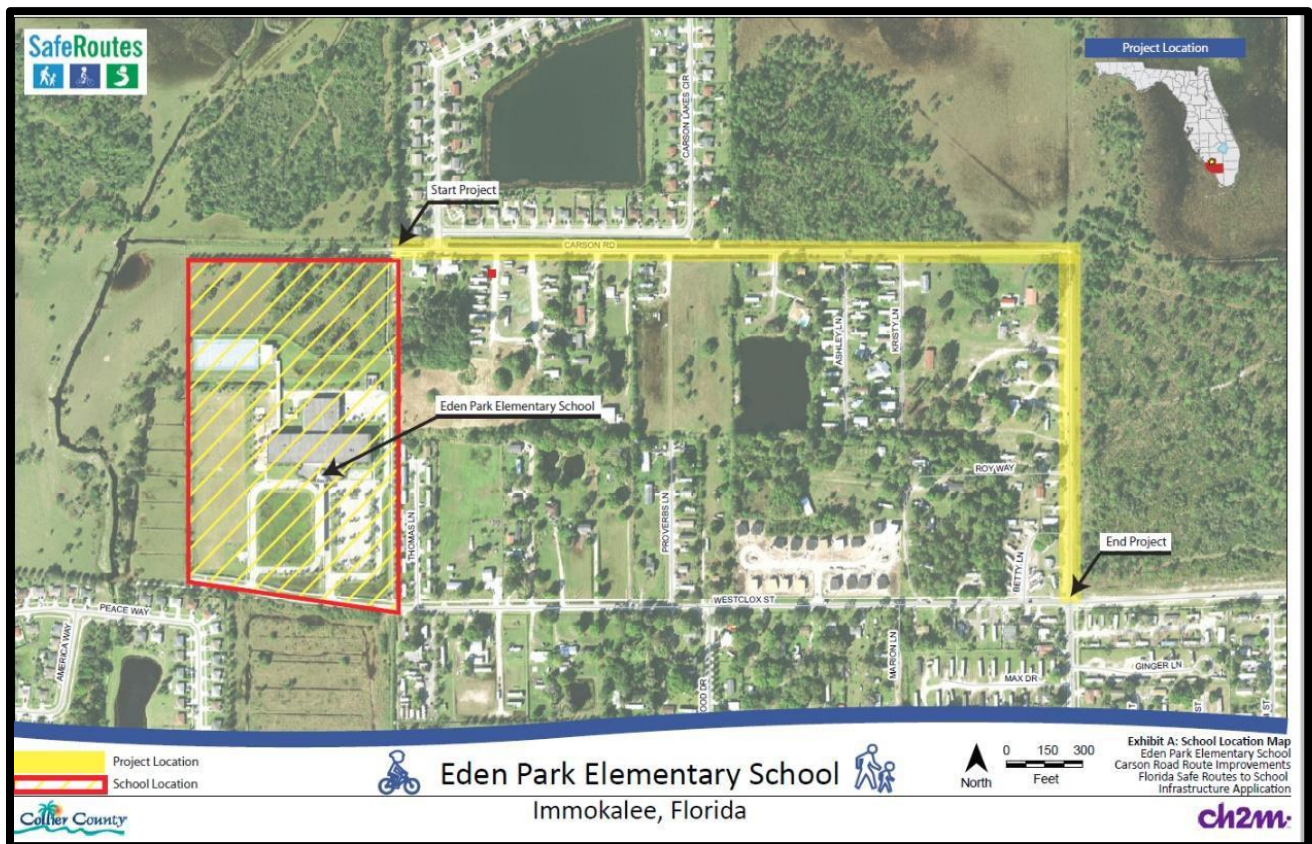 SafeRoutes
Project Location
CARSON LAKES CIR
Start Project
CARSON RD
ASHLEY LN
KRISTY LN
Eden Park Elementary School
ROY WAY
THOMAS LN
PROVERBS LN
End Project
BETTY LN
WESTCLOX ST
PEACE WAY
AMERICA WAY
MARION LN
GINGER LN
MAX DR
OOD DR
T
ST
ST
Project Location
School Location
Eden Park Elementary School
Immokalee, Florida
North
0 150 300
Feet
Exhibit A: School Location Map
Eden Park Elementary School
Carson Road Route Improvements
Florida Safe Routes to School
Infrastructure Application
Collier County
ch2m: